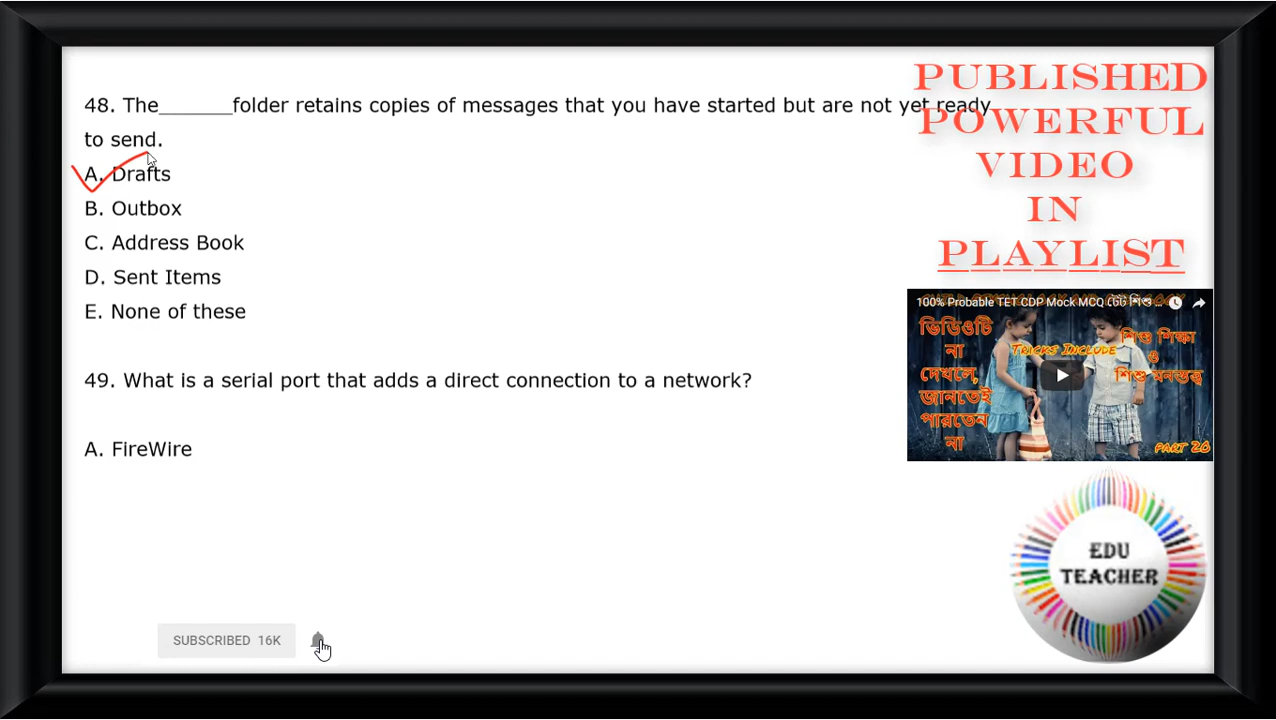 48. The_______folder retains copies of messages that you have started but are not yet ready
to send.
A. Drafts
B. Outbox
C. Address Book
D. Sent Items
E. None of these
49. What is a serial port that adds a direct connection to a network?
A. FireWire
PUBLISHED
POWERFUL
VIDEO
IN
PLAYLIST
100% Probable TET CDP Mock MCQ টেট শিশু ...
ভিডিওটি
না
দেখলে,
জানতেই
পারতেন
না
Tricks Include
শিশু শিক্ষা
ও
শিশু মনস্তত্ত্ব
PART 26
EDU
TEACHER
SUBSCRIBED 16K